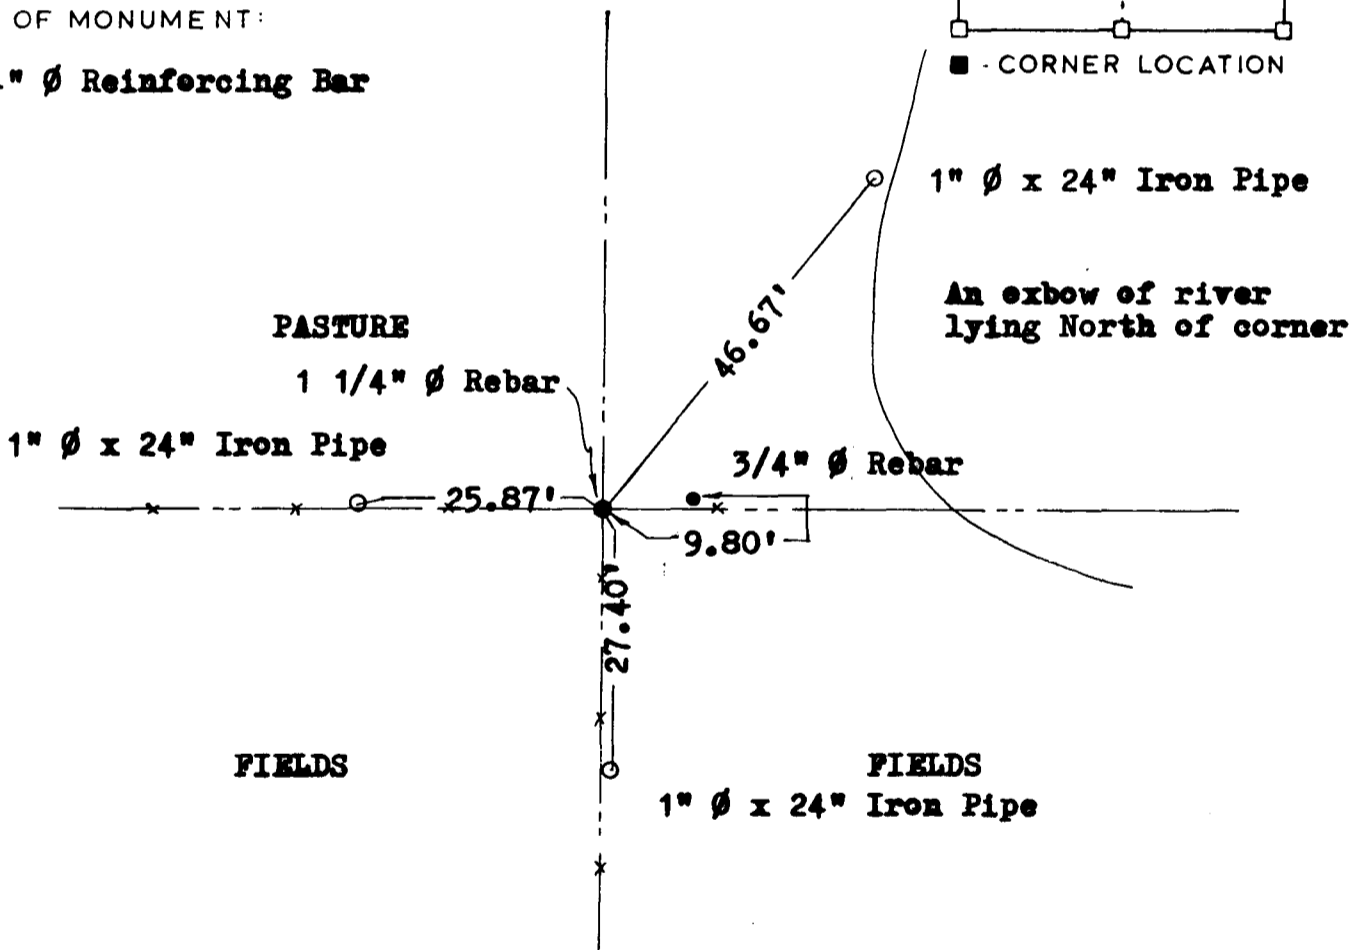 OF MONUMENT:
" Ø Reinforcing Bar
■ - CORNER LOCATION
1" Ø x 24" Iron Pipe
An oxbow of river
lying North of corner
46.67'
PASTURE
1 1/4" Ø Rebar
1" Ø x 24" Iron Pipe
3/4" Ø Rebar
25.87'
9.80'
27.40'
FIELDS
FIELDS
1" Ø x 24" Iron Pipe